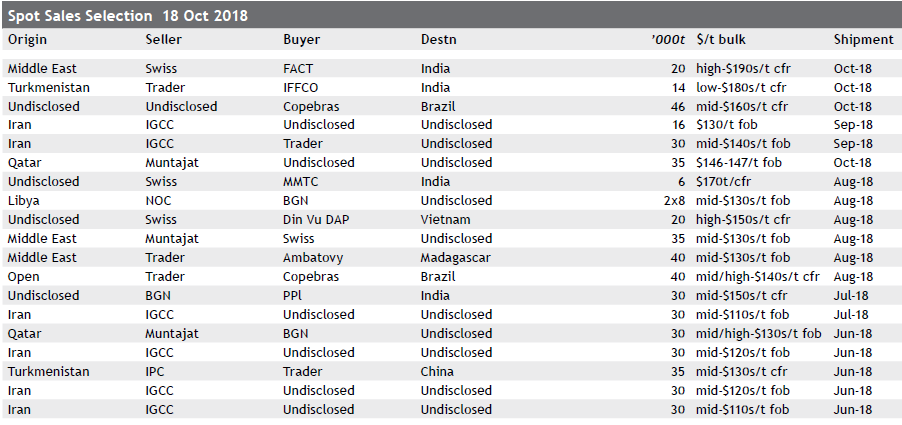 Spot Sales Selection 18 Oct 2018
Origin Seller Buyer Destn '000t $/t bulk Shipment
Middle East Swiss FACT India 20 high-$190s/t cfr Oct-18
Turkmenistan Trader IFFCO India 14 low-$180s/t cfr Oct-18
Undisclosed Undisclosed Copebras Brazil 46 mid-$160s/t cfr Oct-18
Iran IGCC Undisclosed Undisclosed 16 $130/t fob Sep-18
Iran IGCC Trader Undisclosed 30 mid-$140s/t fob Sep-18
Qatar Muntajat Undisclosed Undisclosed 35 $146-147/t fob Oct-18
Undisclosed Swiss MMTC India 6 $170t/cfr Aug-18
Libya NOC BGN Undisclosed 2x8 mid-$130s/t fob Aug-18
Undisclosed Swiss Din Vu DAP Vietnam 20 high-$150s/t cfr Aug-18
Middle East Muntajat Swiss Undisclosed 35 mid-$130s/t fob Aug-18
Middle East Trader Ambatovy Madagascar 40 mid-$130s/t fob Aug-18
Open Trader Copebras Brazil 40 mid/high-$140s/t cfr Aug-18
Undisclosed BGN PPl India 30 mid-$150s/t cfr Jul-18
Iran IGCC Undisclosed Undisclosed 30 mid-$110s/t fob Jul-18
Qatar Muntajat BGN Undisclosed 30 mid/high-$130s/t fob Jun-18
Iran IGCC Undisclosed Undisclosed 30 mid-$120s/t fob Jun-18
Turkmenistan IPC Trader China 35 mid-$130s/t cfr Jun-18
Iran IGCC Undisclosed Undisclosed 30 mid-$120s/t fob Jun-18
Iran IGCC Undisclosed Undisclosed 30 mid-$110s/t fob Jun-18